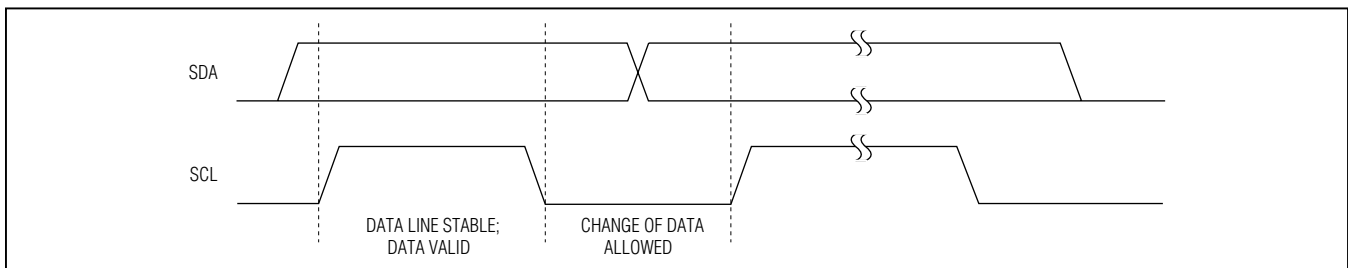 SDA
SCL
DATA LINE STABLE;
DATA VALID
CHANGE OF DATA
ALLOWED